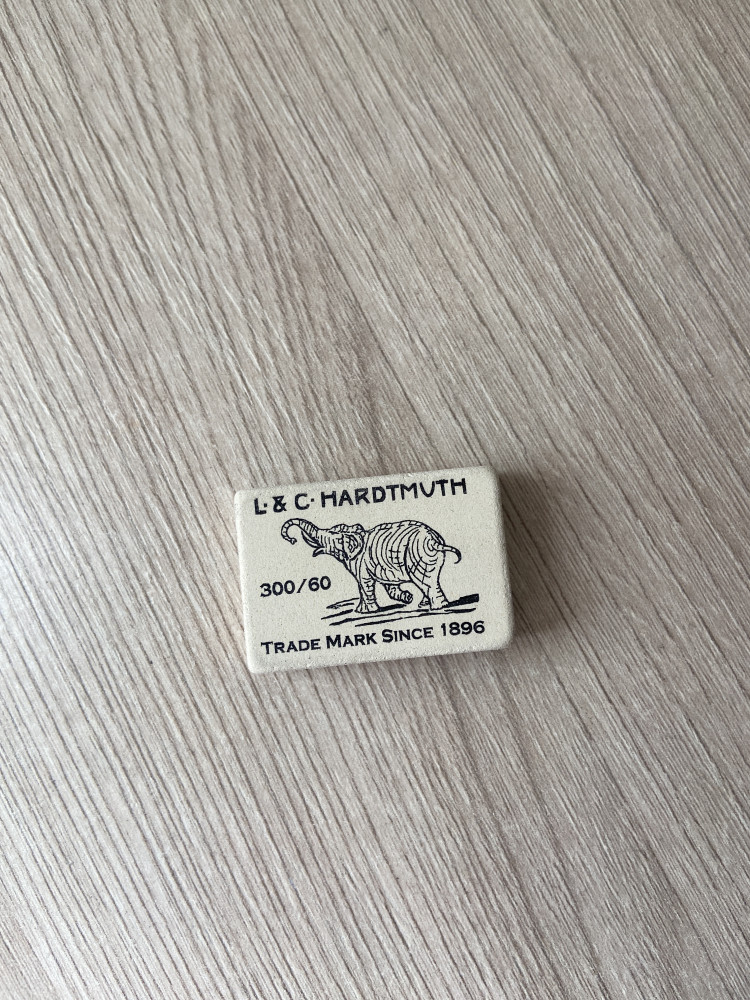 L· & C· HARDTMUTH
300/60
TRADE MARK SINCE 1896